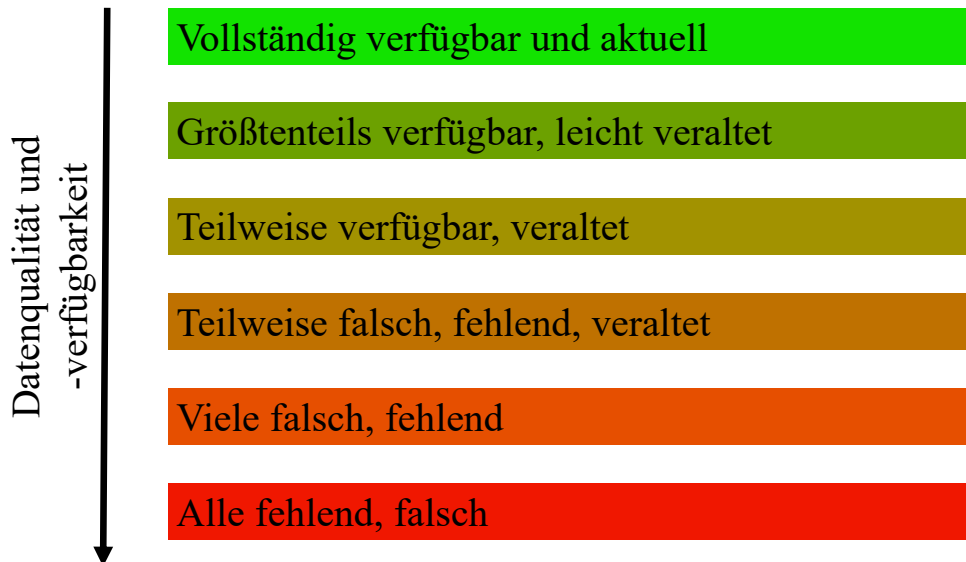 Datenqualität und
-verfügbarkeit
Vollständig verfügbar und aktuell
Größtenteils verfügbar, leicht veraltet
Teilweise verfügbar, veraltet
Teilweise falsch, fehlend, veraltet
Viele falsch, fehlend
Alle fehlend, falsch